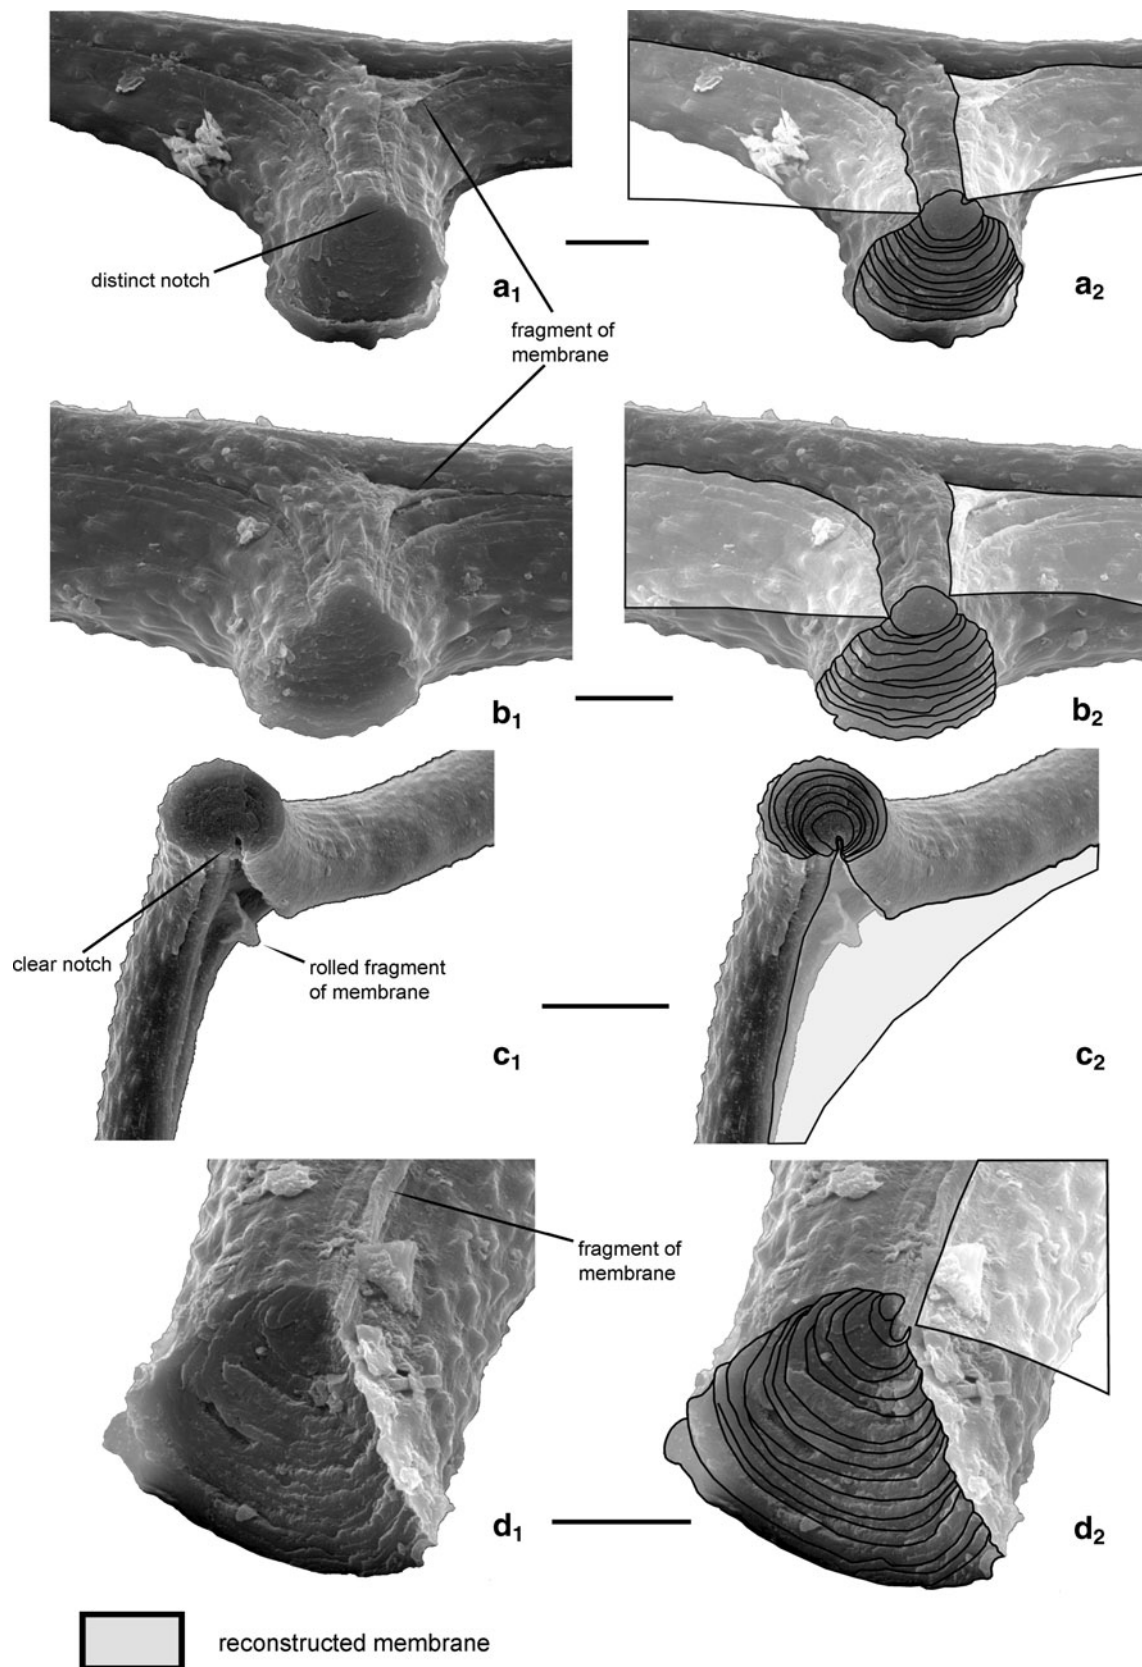 distinct notch
a1
fragment of
membrane
a2
b1
b2
clear notch
rolled fragment
of membrane
c1
c2
fragment of
membrane
d1
d2
reconstructed membrane